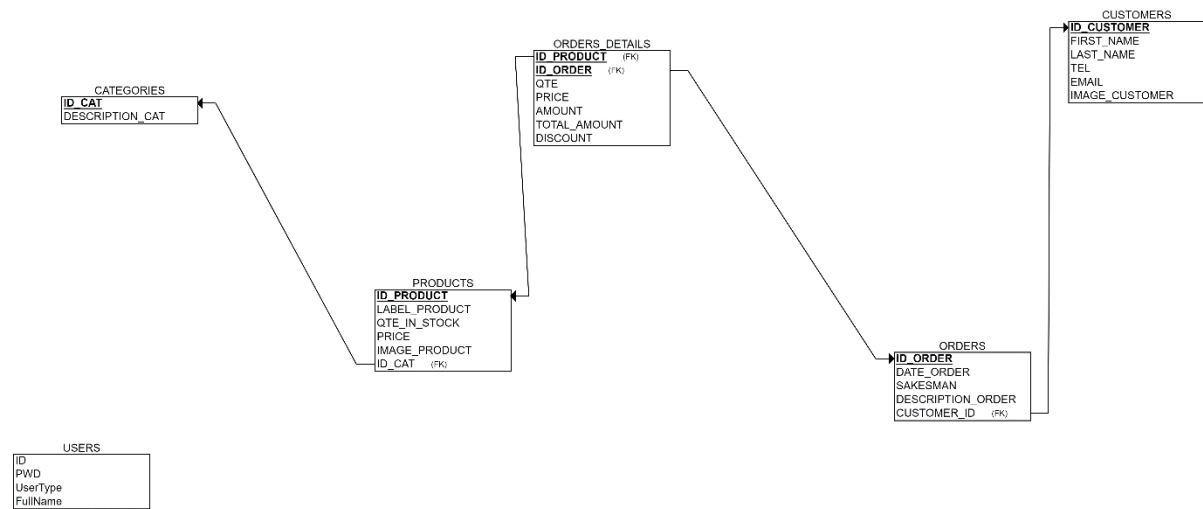 CUSTOMERS
ID_CUSTOMER
FIRST_NAME
LAST_NAME
TEL
EMAIL
IMAGE_CUSTOMER
ORDERS_DETAILS
ID_PRODUCT (FK)
ID_ORDER (FK)
QTE
PRICE
AMOUNT
TOTAL_AMOUNT
DISCOUNT
CATEGORIES
ID_CAT
DESCRIPTION_CAT
PRODUCTS
ID_PRODUCT
LABEL_PRODUCT
QTE_IN_STOCK
PRICE
IMAGE_PRODUCT
ID_CAT (FK)
ORDERS
ID_ORDER
DATE_ORDER
SAKESMAN
DESCRIPTION_ORDER
CUSTOMER_ID (FK)
USERS
ID
PWD
UserType
FullName